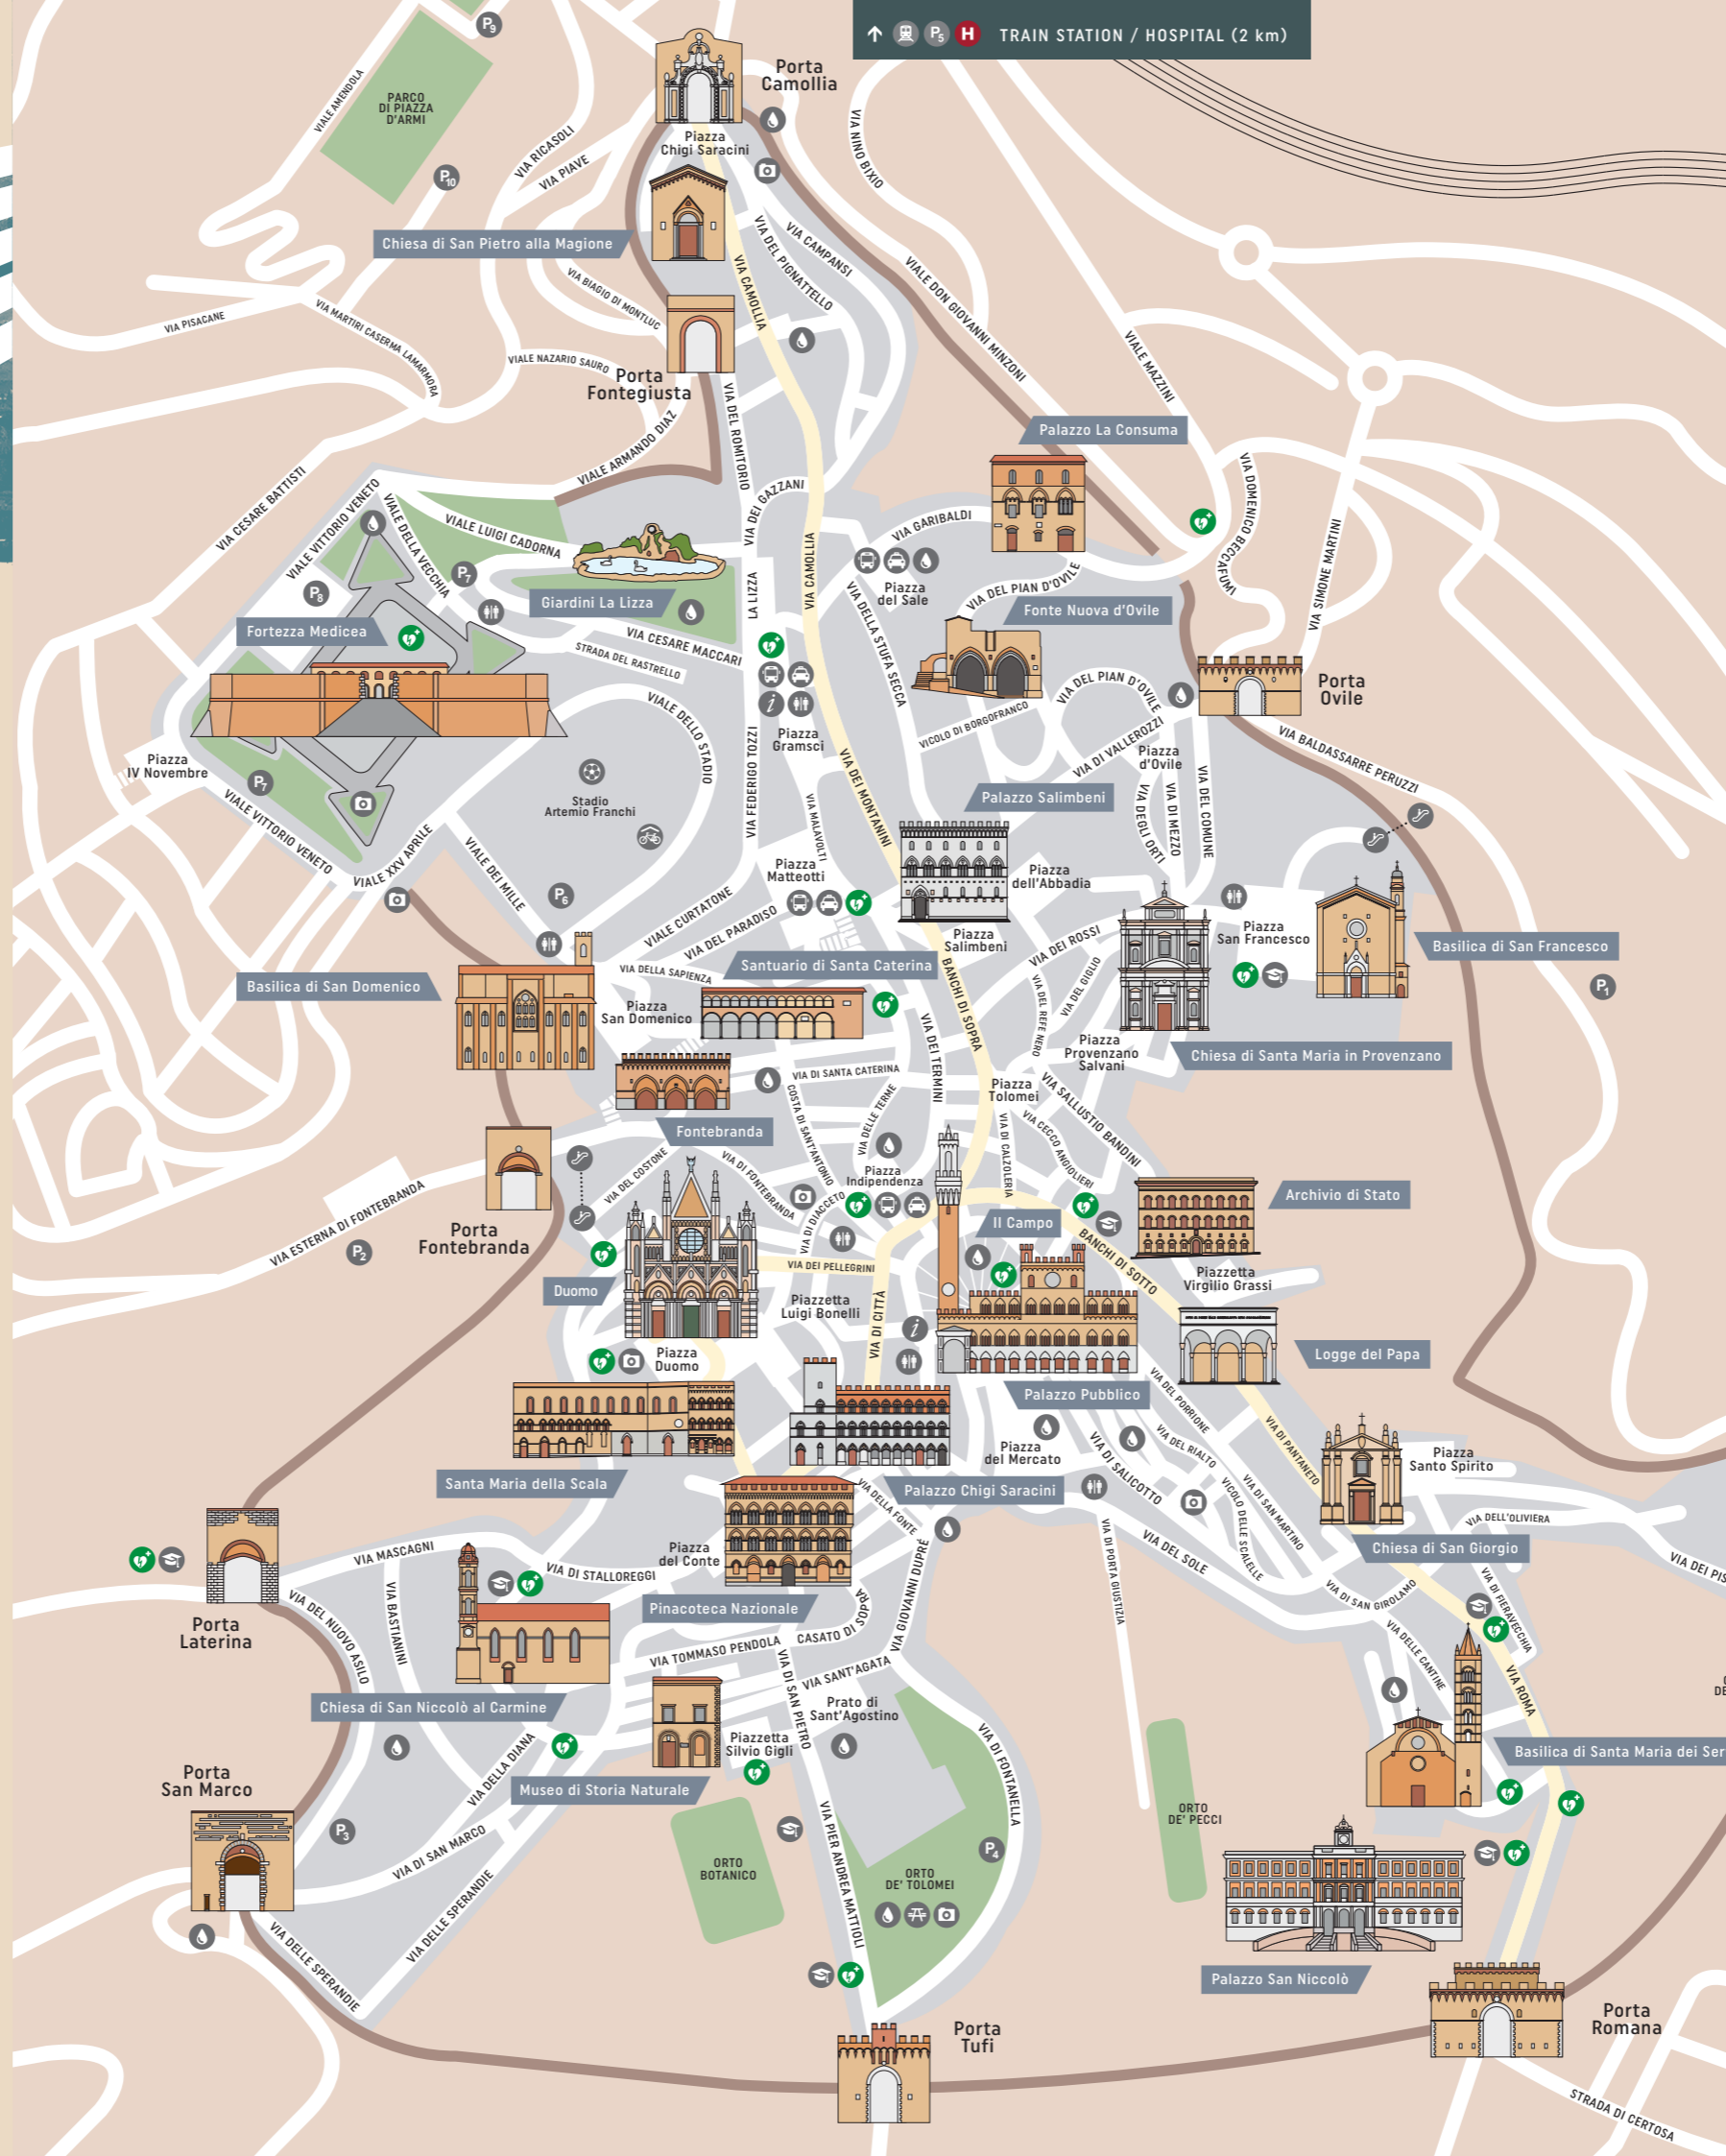 TRAIN STATION / HOSPITAL (2 km)
P5
H
P9
PARCO
DI PIAZZA
D'ARMI
VIALE AMENDOLA
P10
VIA RICASOLI
VIA PIAVE
Porta
Camollia
Piazza
Chigi Saracini
VIA NINO BIXIO
Chiesa di San Pietro alla Magione
VIA DEL PIGNATTELLO
VIA CAMPANSI
VIA CAMOLLIA
VIA BIAGIO DI MONTLUC
VIALE DON GIOVANNI MINZONI
VIA PISACANE
VIA MARTIRI CASERMA LAMARMORA
VIALE NAZARIO SAURO
Porta
Fontegiusta
VIALE MAZZINI
VIA DEL ROMITORIO
VIALE ARMANDO DIAZ
Palazzo La Consuma
VIA CESARE BATTISTI
VIALE VITTORIO VENETO
VIALE DELLA VECCHIA
VIALE LUIGI CADORNA
VIA DEI GAZZANI
VIA GARIBALDI
VIA DOMENICO BECCAFUMI
VIA SIMONE MARTINI
P7
P8
LA LIZZA
VIA CAMOLLIA
Piazza
del Sale
VIA DEL PIAN D'OVILE
Giardini La Lizza
Fonte Nuova d'Ovile
Fortezza Medicea
VIA CESARE MACCARI
STRADA DEL RASTRELLO
VIA DELLA STUFA SECCA
VIA DEL PIAN D'OVILE
Porta
Ovile
VIALE DELLO STADIO
i
Piazza
Gramsci
VICOLO DI BORGOFRANCO
VIA DI VALLEROZZI
Piazza
d'Ovile
VIA BALDASSARRE PERUZZI
Piazza
IV Novembre
P7
VIALE VITTORIO VENETO
Stadio
Artemio Franchi
VIA FEDERIGO TOZZI
VIA MALAVOLTI
VIA DEI MONTANINI
Palazzo Salimbeni
VIA DEGLI ORTI
VIA DI MEZZO
VIA DEL COMUNE
VIALE XXV APRILE
VIALE DEI MILLE
P6
Piazza
Matteotti
Piazza
dell'Abbadia
VIALE CURTATONE
VIA DEL PARADISO
Piazza
Salimbeni
VIA DEI ROSSI
Piazza
San Francesco
Basilica di San Francesco
Basilica di San Domenico
VIA DELLA SAPIENZA
Santuario di Santa Caterina
BANCHI DI SOPRA
VIA DEL REFE NERO
VIA DEL GIGLIO
P1
Piazza
San Domenico
VIA DEI TERMINI
Piazza
Provenzano
Salvani
Chiesa di Santa Maria in Provenzano
VIA DI SANTA CATERINA
COSTA DI SANT'ANTONIO
VIA DELLE TERME
Piazza
Tolomei
VIA SALLUSTIO BANDINI
Fontebranda
VIA DI CALZOLERIA
VIA CECCO ANGIOLIERI
VIA DEL COSTONE
VIA DI FONTEBRANDA
Piazza
Indipendenza
VIA DI DIACCETO
Archivio di Stato
VIA ESTERNA DI FONTEBRANDA
P2
Porta
Fontebranda
Il Campo
BANCHI DI SOTTO
VIA DEI PELLEGRINI
Piazzetta
Virgilio Grassi
Duomo
Piazzetta
Luigi Bonelli
VIA DI CITTÀ
i
Piazza
Duomo
Logge del Papa
Palazzo Pubblico
VIA DEL PORRIONE
Santa Maria della Scala
Piazza
del Mercato
VIA DI SALICOTTO
VIA DEL RIALTO
VIA DI PANTANETO
Piazza
Santo Spirito
VICOLO DELLE SCALELLE
VIA DI SAN MARTINO
Palazzo Chigi Saracini
VIA DELLA FONTE
VIA DELL'OLIVIERA
VIA MASCAGNI
Piazza
del Conte
VIA DI STALLOREGGI
VIA DI PORTA GIUSTIZIA
VIA DEL SOLE
Chiesa di San Giorgio
VIA DEI PIS
Porta
Laterina
VIA DEL NUOVO ASILO
VIA BASTIANINI
Pinacoteca Nazionale
CASATO DI SOPRA
VIA GIOVANNI DUPRÉ
VIA DI SAN GIROLAMO
VIA DI FIERAVECCHIA
VIA DELLE CANTINE
VIA TOMMASO PENDOLA
VIA SANT'AGATA
VIA DI SAN PIETRO
Chiesa di San Niccolò al Carmine
Prato di
Sant'Agostino
VIA ROMA
DE
Piazzetta
Silvio Gigli
VIA DI FONTANELLA
Basilica di Santa Maria dei Ser
Porta
San Marco
VIA DELLA DIANA
Museo di Storia Naturale
P3
VIA DI SAN MARCO
VIA DELLE SPERANDIE
VIA PIER ANDREA MATTIOLI
ORTO
DE' PECCI
P4
ORTO
BOTANICO
ORTO
DE' TOLOMEI
VIA DELLE SPERANDIE
Palazzo San Niccolò
Porta
Tufi
Porta
Romana
STRADA DI CERTOSA